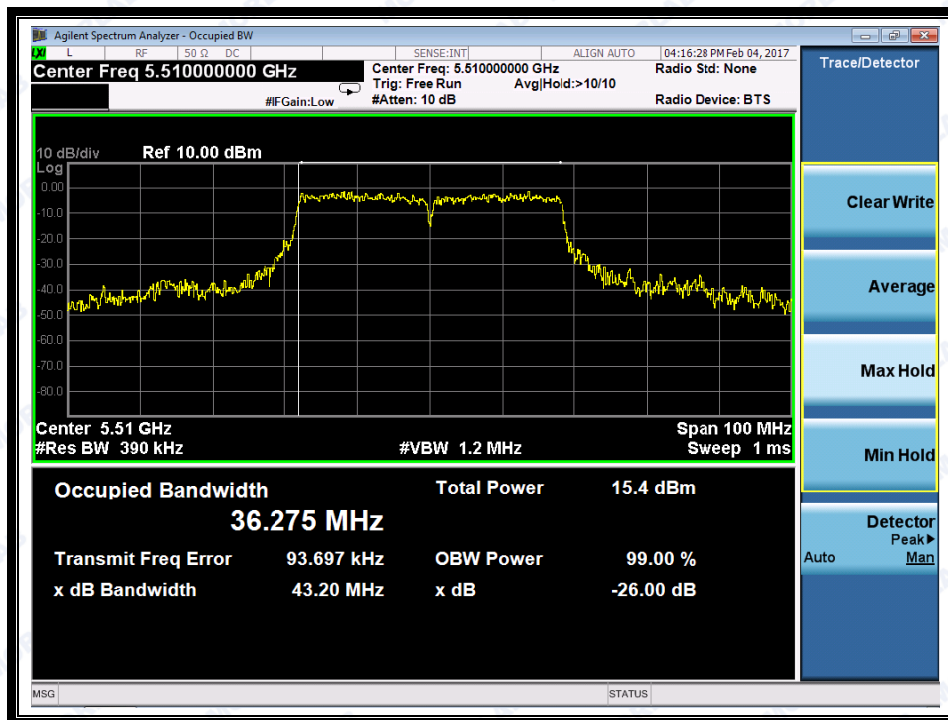 Agilent Spectrum Analyzer - Occupied BW
LXI L RF 50 Ω DC SENSE:INT ALIGN AUTO 04:16:28 PM Feb 04, 2017
Center Freq 5.510000000 GHz
Center Freq: 5.510000000 GHz
Radio Std: None
Trig: Free Run Avg|Hold:>10/10
#IFGain:Low
#Atten: 10 dB
Radio Device: BTS
10 dB/div Ref 10.00 dBm
Log
0.00
-10.0
-20.0
-30.0
-40.0
-50.0
-60.0
-70.0
-80.0
Center 5.51 GHz Span 100 MHz
#Res BW 390 kHz #VBW 1.2 MHz Sweep 1 ms
Occupied Bandwidth Total Power 15.4 dBm
36.275 MHz
Transmit Freq Error 93.697 kHz OBW Power 99.00 %
x dB Bandwidth 43.20 MHz x dB -26.00 dB
MSG STATUS
Trace/Detector
Clear Write
Average
Max Hold
Min Hold
Detector
Peak▶
Auto Man